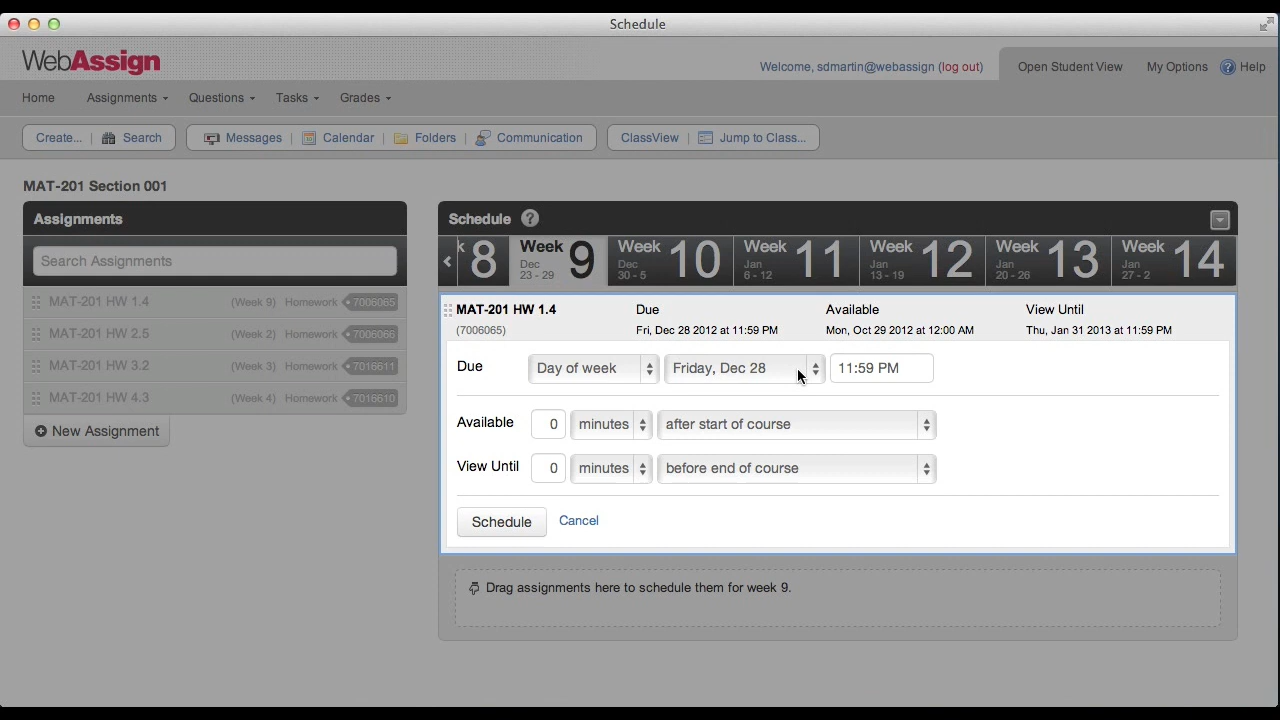 Schedule
WebAssign
Welcome, sdmartin@webassign (log out)
Open Student View
My Options
Help
Home
Assignments
Questions
Tasks
Grades
Create...
Search
Messages
Calendar
Folders
Communication
ClassView
Jump to Class...
MAT-201 Section 001
Assignments
Search Assignments
MAT-201 HW 1.4 (Week 9) Homework 7006065
MAT-201 HW 2.5 (Week 2) Homework 7006066
MAT-201 HW 3.2 (Week 3) Homework 7016611
MAT-201 HW 4.3 (Week 4) Homework 7016610
New Assignment
Schedule ?
k 8
Week 9 Dec 23 - 29
Week 10 Dec 30 - 5
Week 11 Jan 6 - 12
Week 12 Jan 13 - 19
Week 13 Jan 20 - 26
Week 14 Jan 27 - 2
MAT-201 HW 1.4 Due Available View Until
(7006065) Fri, Dec 28 2012 at 11:59 PM Mon, Oct 29 2012 at 12:00 AM Thu, Jan 31 2013 at 11:59 PM
Due Day of week Friday, Dec 28 11:59 PM
Available 0 minutes after start of course
View Until 0 minutes before end of course
Schedule Cancel
Drag assignments here to schedule them for week 9.